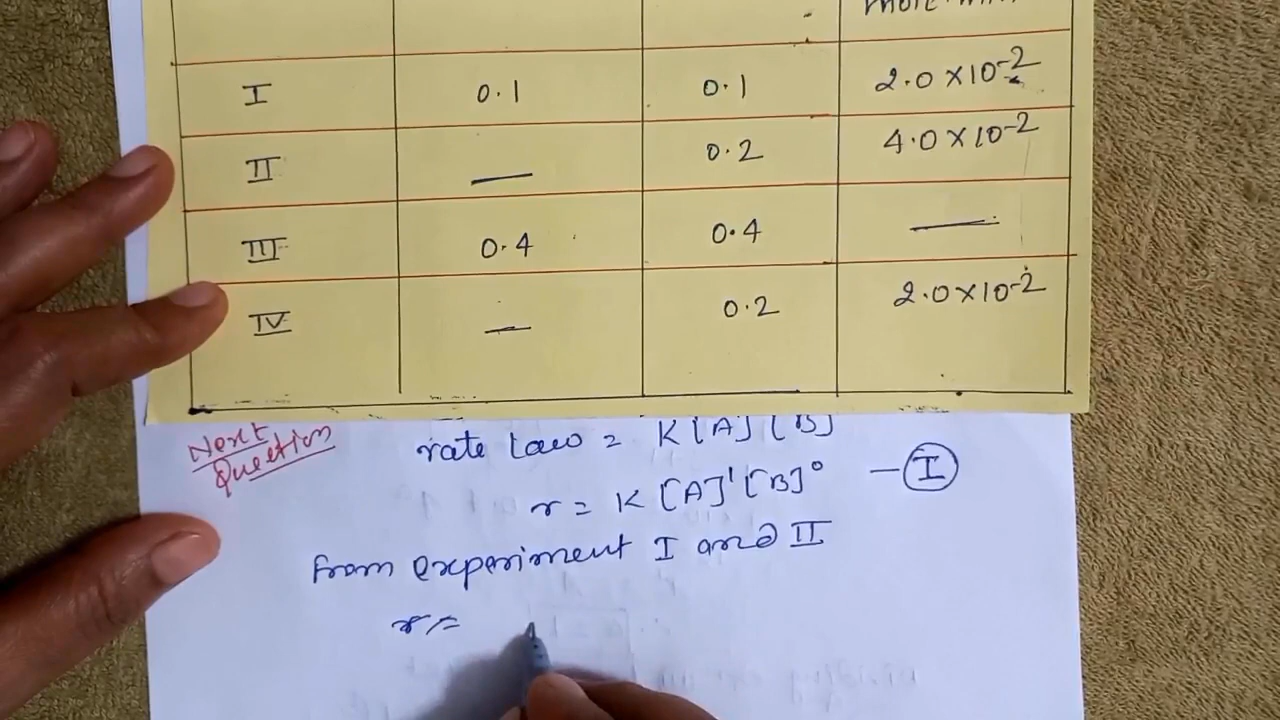 I 0.1 0.1 2.0 × 10⁻²
II — 0.2 4.0 × 10⁻²
III 0.4 0.4 —
IV — 0.2 2.0 × 10⁻²
Next
Question
rate law = K [A] [B]
r = K [A]¹ [B]⁰ — I
from experiment I and II
r =